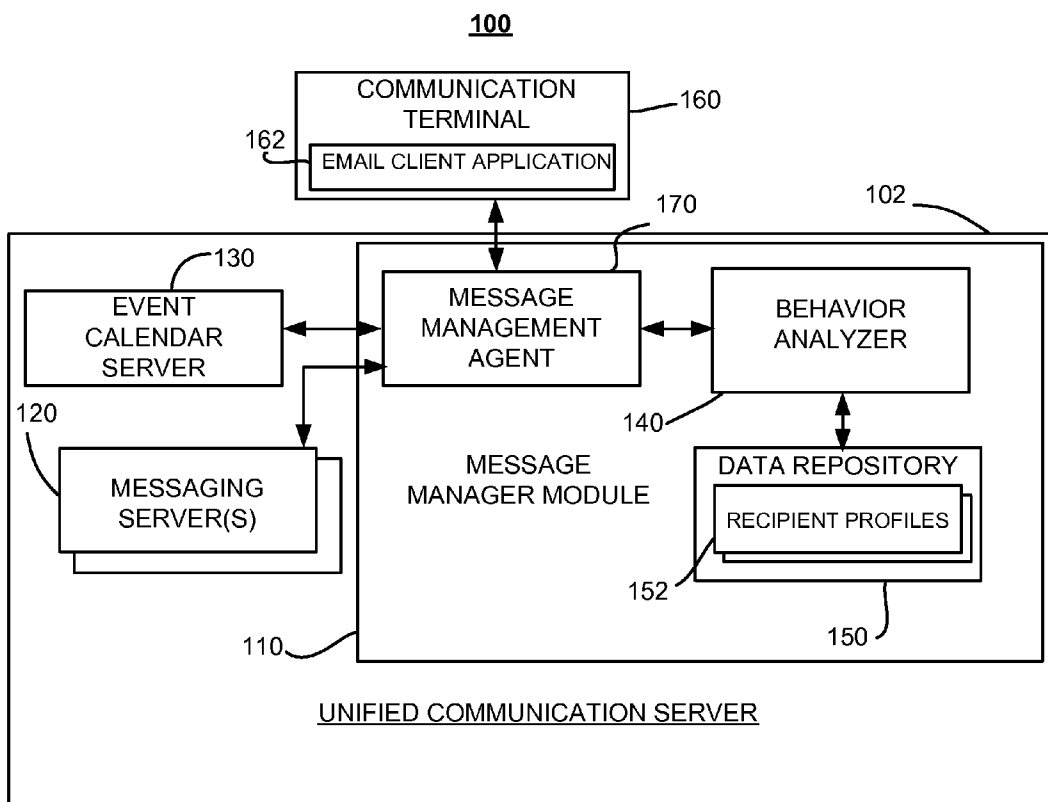 100
COMMUNICATION
TERMINAL
160
162
EMAIL CLIENT APPLICATION
102
170
130
EVENT
CALENDAR
SERVER
MESSAGE
MANAGEMENT
AGENT
BEHAVIOR
ANALYZER
120
140
MESSAGING
SERVER(S)
MESSAGE
MANAGER MODULE
DATA REPOSITORY
RECIPIENT PROFILES
152
150
110
UNIFIED COMMUNICATION SERVER